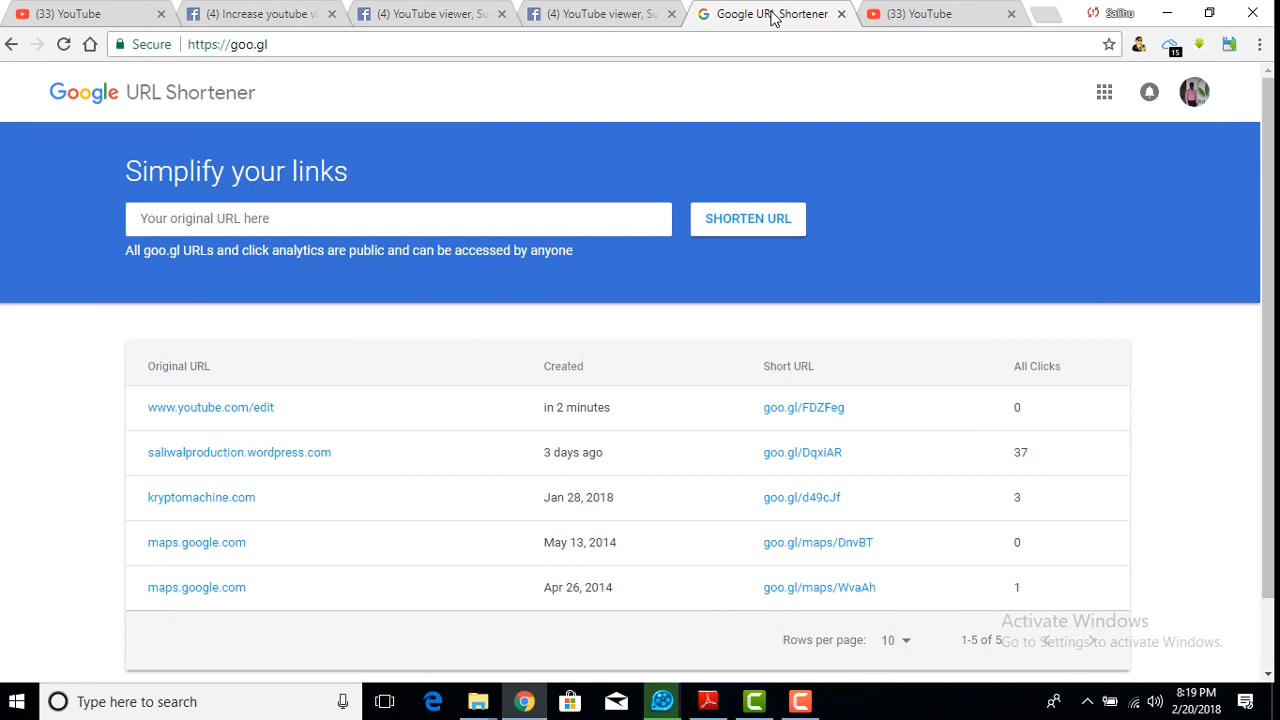 (33) YouTube
(4) Increase youtube vi
(4) YouTube viewer, Su
(4) YouTube viewer, Su
Google URL Shortener
(33) YouTube
Salihu
Secure
https://goo.gl
15
Google URL Shortener
Simplify your links
Your original URL here
SHORTEN URL
All goo.gl URLs and click analytics are public and can be accessed by anyone
Original URL Created Short URL All Clicks
www.youtube.com/edit in 2 minutes goo.gl/FDZFeg 0
saliwalproduction.wordpress.com 3 days ago goo.gl/DqxiAR 37
kryptomachine.com Jan 28, 2018 goo.gl/d49cJf 3
maps.google.com May 13, 2014 goo.gl/maps/DnvBT 0
maps.google.com Apr 26, 2014 goo.gl/maps/WvaAh 1
Activate Windows
Rows per page: 10 1-5 of 5
Go to Settings to activate Windows.
Type here to search
8:19 PM
2/20/2018